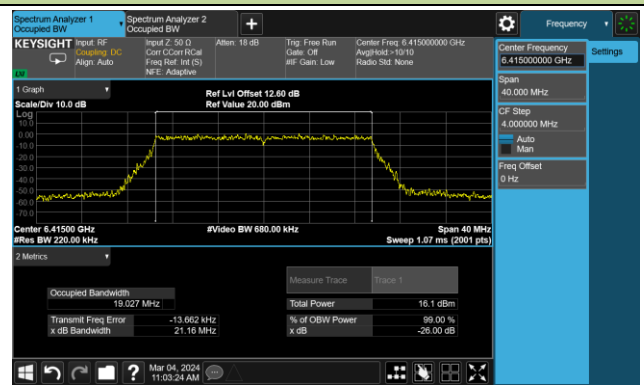 Spectrum Analyzer 1
Occupied BW
Spectrum Analyzer 2
Occupied BW
+
Frequency
KEYSIGHT
Input: RF
Coupling: DC
Align: Auto
Input Z: 50 Ω
Corr CCorr RCal
Freq Ref: Int (S)
NFE: Adaptive
Atten: 18 dB
Trig: Free Run
Gate: Off
#IF Gain: Low
Center Freq: 6.415000000 GHz
Avg|Hold:>10/10
Radio Std: None
LXI
Center Frequency
6.415000000 GHz
Settings
Span
40.000 MHz
CF Step
4.000000 MHz
Auto
Man
Freq Offset
0 Hz
1 Graph
Scale/Div 10.0 dB
Ref Lvl Offset 12.60 dB
Ref Value 20.00 dBm
Log
10.0
0.00
-10.0
-20.0
-30.0
-40.0
-50.0
-60.0
-70.0
Center 6.41500 GHz
#Res BW 220.00 kHz
#Video BW 680.00 kHz
Span 40 MHz
Sweep 1.07 ms (2001 pts)
2 Metrics
Measure Trace
Trace 1
Occupied Bandwidth
19.027 MHz
Total Power
16.1 dBm
Transmit Freq Error
-13.662 kHz
% of OBW Power
99.00 %
x dB Bandwidth
21.16 MHz
x dB
-26.00 dB
?
Mar 04, 2024
11:03:24 AM